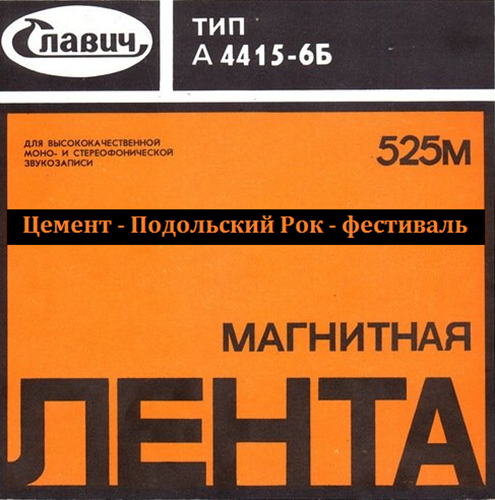 Славич
ТИП
А 4415-6Б
ДЛЯ ВЫСОКОКАЧЕСТВЕННОЙ
МОНО- И СТЕРЕОФОНИЧЕСКОЙ
ЗВУКОЗАПИСИ
525М
Цемент - Подольский Рок - фестиваль
МАГНИТНАЯ
ЛЕНТА